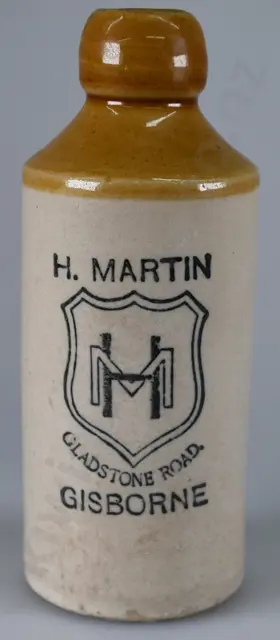 H. MARTIN
HM
GLADSTONE ROAD.
GISBORNE